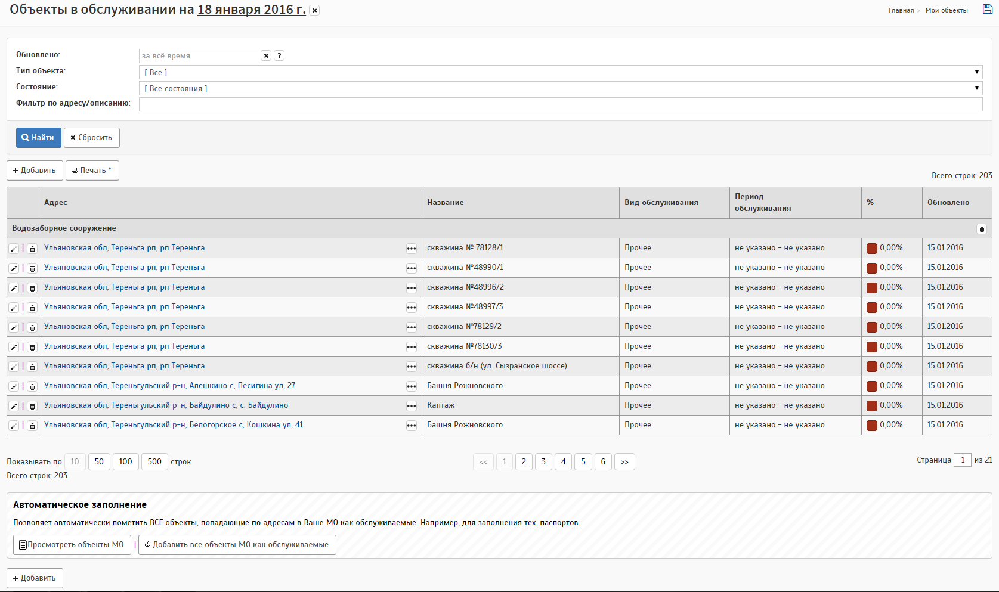 Объекты в обслуживании на 18 января 2016 г.
Главная > Мои объекты
Обновлено: за всё время ?
Тип объекта: [ Все ]
Состояние: [ Все состояния ]
Фильтр по адресу/описанию:
Найти Сбросить
Добавить Печать *
Всего строк: 203
Адрес Название Вид обслуживания Период обслуживания % Обновлено
Водозаборное сооружение
Ульяновская обл, Тереньга рп, рп Тереньга скважина № 78128/1 Прочее не указано - не указано 0,00% 15.01.2016
Ульяновская обл, Тереньга рп, рп Тереньга скважина №48990/1 Прочее не указано - не указано 0,00% 15.01.2016
Ульяновская обл, Тереньга рп, рп Тереньга скважина №48996/2 Прочее не указано - не указано 0,00% 15.01.2016
Ульяновская обл, Тереньга рп, рп Тереньга скважина №48997/3 Прочее не указано - не указано 0,00% 15.01.2016
Ульяновская обл, Тереньга рп, рп Тереньга скважина №78129/2 Прочее не указано - не указано 0,00% 15.01.2016
Ульяновская обл, Тереньга рп, рп Тереньга скважина №78130/3 Прочее не указано - не указано 0,00% 15.01.2016
Ульяновская обл, Тереньга рп, рп Тереньга скважина б/н (ул. Сызранское шоссе) Прочее не указано - не указано 0,00% 15.01.2016
Ульяновская обл, Тереньгульский р-н, Алешкино с, Песигина ул, 27 Башня Рожновского Прочее не указано - не указано 0,00% 15.01.2016
Ульяновская обл, Тереньгульский р-н, Байдулино с, с. Байдулино Каптаж Прочее не указано - не указано 0,00% 15.01.2016
Ульяновская обл, Тереньгульский р-н, Белогорское с, Кошкина ул, 41 Башня Рожновского Прочее не указано - не указано 0,00% 15.01.2016
Показывать по 10 50 100 500 строк << 1 2 3 4 5 6 >> Страница 1 из 21
Всего строк: 203
Автоматическое заполнение
Позволяет автоматически пометить ВСЕ объекты, попадающие по адресам в Ваше МО как обслуживаемые. Например, для заполнения тех. паспортов.
Просмотреть объекты МО | Добавить все объекты МО как обслуживаемые
Добавить